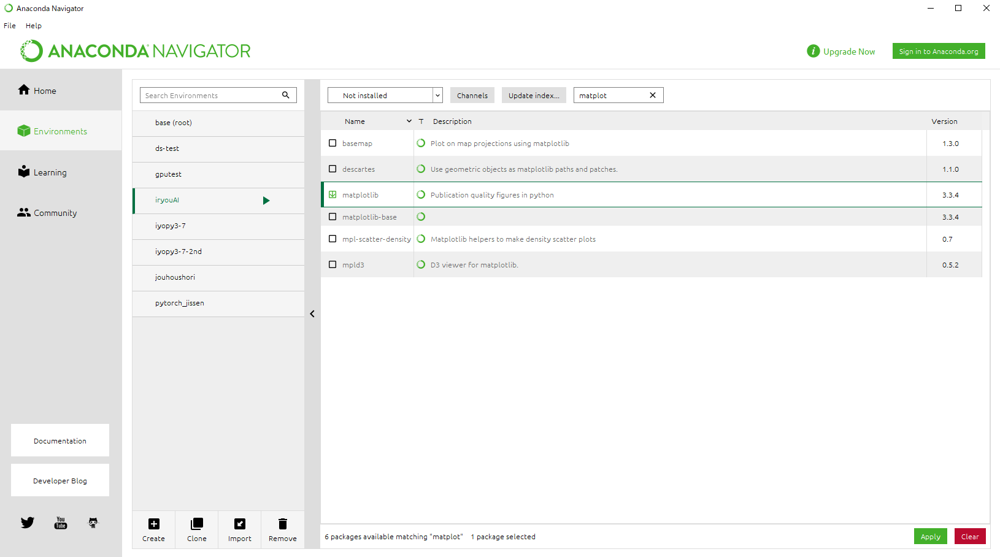 Anaconda Navigator
File Help
ANACONDA NAVIGATOR
Upgrade Now
Sign in to Anaconda.org
Home
Environments
Learning
Community
Documentation
Developer Blog
You Tube
Search Environments
base (root)
ds-test
gputest
iryouAI
iyopy3-7
iyopy3-7-2nd
jouhoushori
pytorch_jissen
Create Clone Import Remove
Not installed Channels Update index... matplot
Name T Description Version
basemap Plot on map projections using matplotlib 1.3.0
descartes Use geometric objects as matplotlib paths and patches. 1.1.0
matplotlib Publication quality figures in python 3.3.4
matplotlib-base 3.3.4
mpl-scatter-density Matplotlib helpers to make density scatter plots 0.7
mpld3 D3 viewer for matplotlib. 0.5.2
6 packages available matching "matplot" 1 package selected
Apply Clear